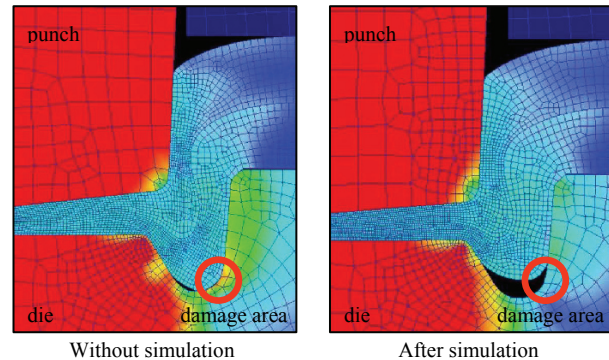 punch
punch
die
damage area
die
damage area
Without simulation
After simulation